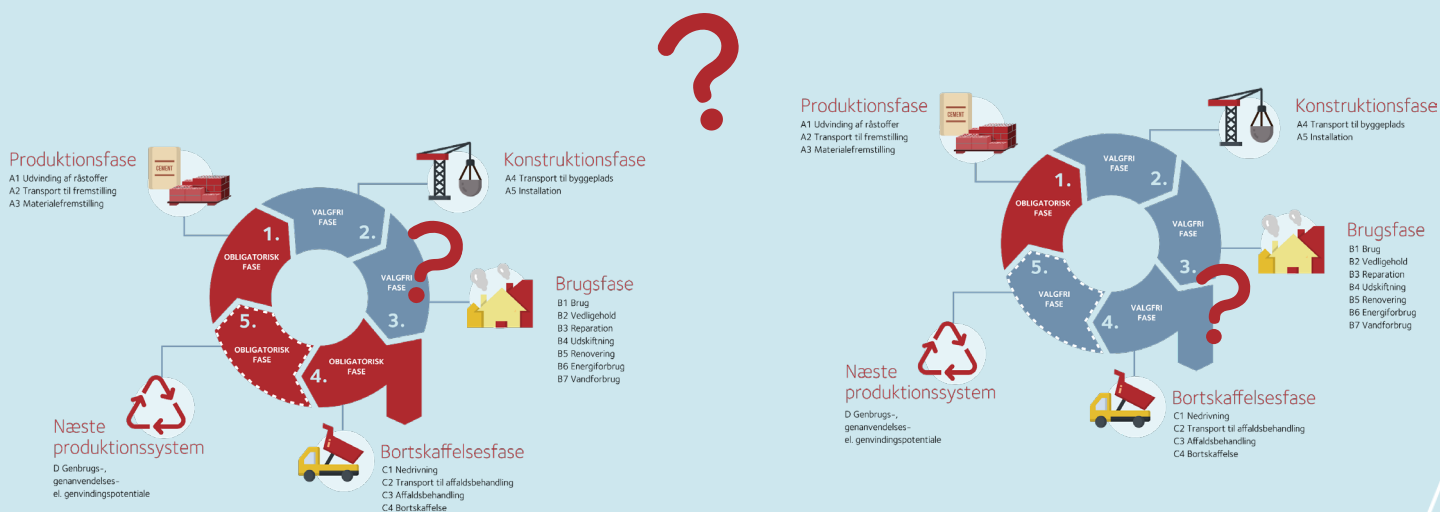 Produktionsfase
A1 Udvinding af råstoffer
A2 Transport til fremstilling
A3 Materialefremstilling
CEMENT
Konstruktionsfase
A4 Transport til byggeplads
A5 Installation
1.
OBLIGATORISK
FASE
VALGFRI
FASE
2.
VALGFRI
FASE
3.
Brugsfase
B1 Brug
B2 Vedligehold
B3 Reparation
B4 Udskiftning
B5 Renovering
B6 Energiforbrug
B7 Vandforbrug
5.
OBLIGATORISK
FASE
OBLIGATORISK
FASE
4.
Næste
produktionssystem
D Genbrugs-,
genanvendelses-
el. genvindingspotentiale
Bortskaffelsesfase
C1 Nedrivning
C2 Transport til affaldsbehandling
C3 Affaldsbehandling
C4 Bortskaffelse
?
?
Produktionsfase
A1 Udvinding af råstoffer
A2 Transport til fremstilling
A3 Materialefremstilling
CEMENT
Konstruktionsfase
A4 Transport til byggeplads
A5 Installation
1.
OBLIGATORISK
FASE
VALGFRI
FASE
2.
VALGFRI
FASE
3.
Brugsfase
B1 Brug
B2 Vedligehold
B3 Reparation
B4 Udskiftning
B5 Renovering
B6 Energiforbrug
B7 Vandforbrug
5.
VALGFRI
FASE
VALGFRI
FASE
4.
?
Næste
produktionssystem
D Genbrugs-,
genanvendelses-
el. genvindingspotentiale
Bortskaffelsesfase
C1 Nedrivning
C2 Transport til affaldsbehandling
C3 Affaldsbehandling
C4 Bortskaffelse